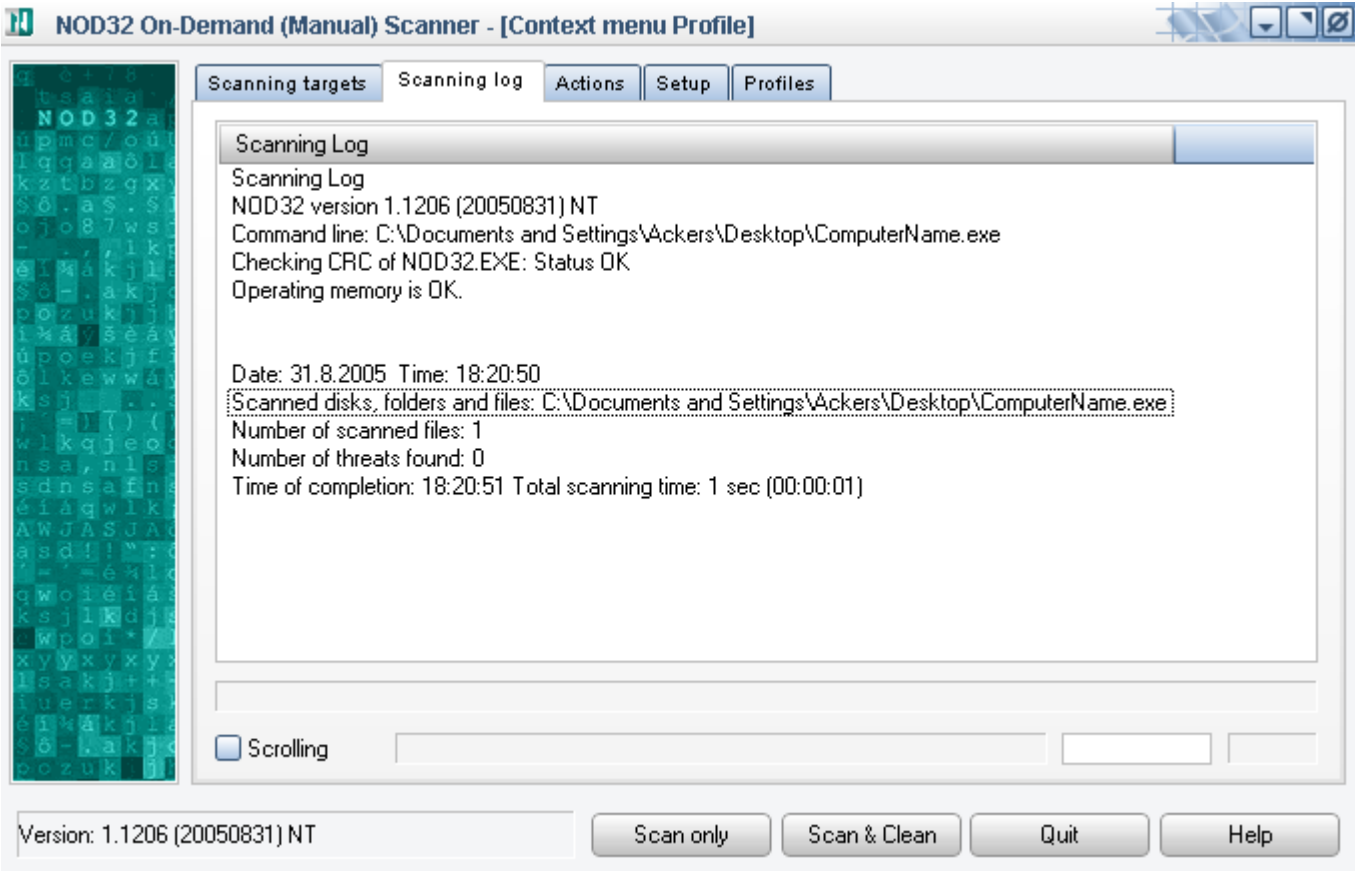 NOD32 On-Demand (Manual) Scanner - [Context menu Profile]
Scanning targets
Scanning log
Actions
Setup
Profiles
NOD32
Scanning Log
Scanning Log
NOD32 version 1.1206 (20050831) NT
Command line: C:\Documents and Settings\Ackers\Desktop\ComputerName.exe
Checking CRC of NOD32.EXE: Status OK
Operating memory is OK.
Date: 31.8.2005 Time: 18:20:50
Scanned disks, folders and files: C:\Documents and Settings\Ackers\Desktop\ComputerName.exe
Number of scanned files: 1
Number of threats found: 0
Time of completion: 18:20:51 Total scanning time: 1 sec (00:00:01)
Scrolling
Version: 1.1206 (20050831) NT
Scan only
Scan & Clean
Quit
Help